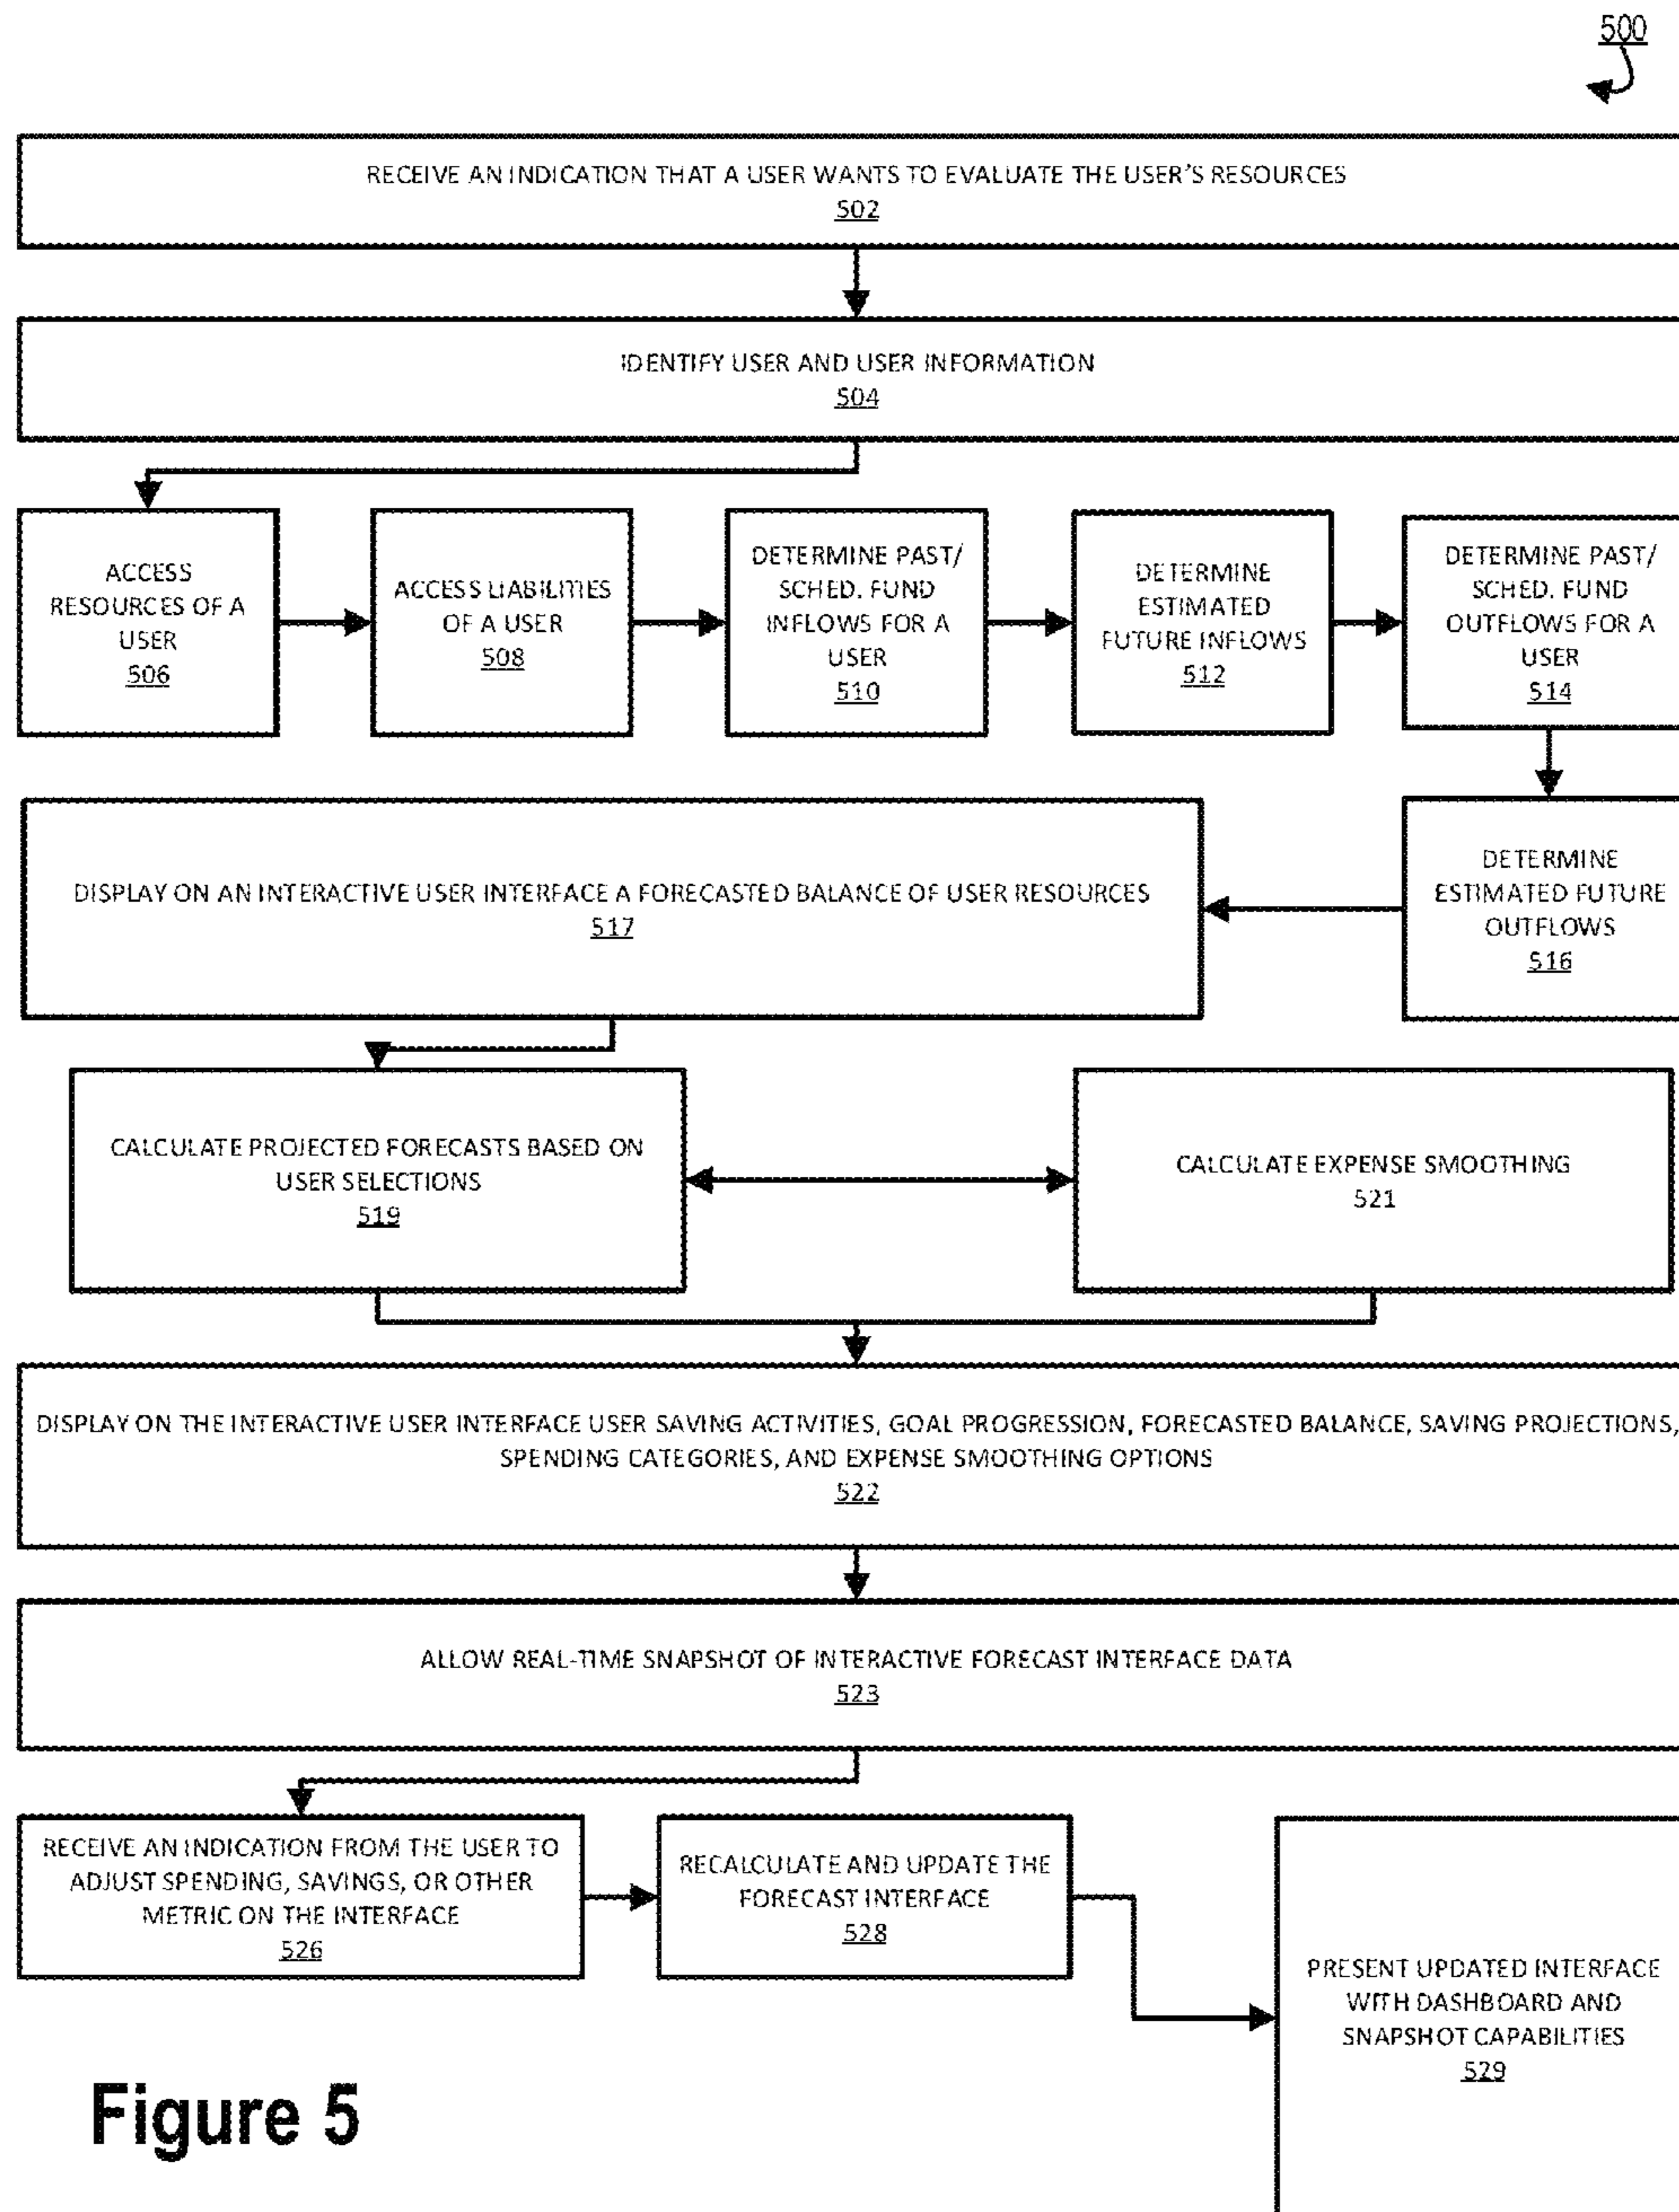 500
RECEIVE AN INDICATION THAT A USER WANTS TO EVALUATE THE USER'S RESOURCES
502
IDENTIFY USER AND USER INFORMATION
504
ACCESS
RESOURCES OF A
USER
506
ACCESS LIABILITIES
OF A USER
508
DETERMINE PAST/
SCHED. FUND
INFLOWS FOR A
USER
510
DETERMINE
ESTIMATED
FUTURE INFLOWS
512
DETERMINE PAST/
SCHED. FUND
OUTFLOWS FOR A
USER
514
DISPLAY ON AN INTERACTIVE USER INTERFACE A FORECASTED BALANCE OF USER RESOURCES
517
DETERMINE
ESTIMATED FUTURE
OUTFLOWS
516
CALCULATE PROJECTED FORECASTS BASED ON
USER SELECTIONS
519
CALCULATE EXPENSE SMOOTHING
521
DISPLAY ON THE INTERACTIVE USER INTERFACE USER SAVING ACTIVITIES, GOAL PROGRESSION, FORECASTED BALANCE, SAVING PROJECTIONS,
SPENDING CATEGORIES, AND EXPENSE SMOOTHING OPTIONS
522
ALLOW REAL-TIME SNAPSHOT OF INTERACTIVE FORECAST INTERFACE DATA
523
RECEIVE AN INDICATION FROM THE USER TO
ADJUST SPENDING, SAVINGS, OR OTHER
METRIC ON THE INTERFACE
526
RECALCULATE AND UPDATE THE
FORECAST INTERFACE
528
PRESENT UPDATED INTERFACE
WITH DASHBOARD AND
SNAPSHOT CAPABILITIES
529
Figure 5